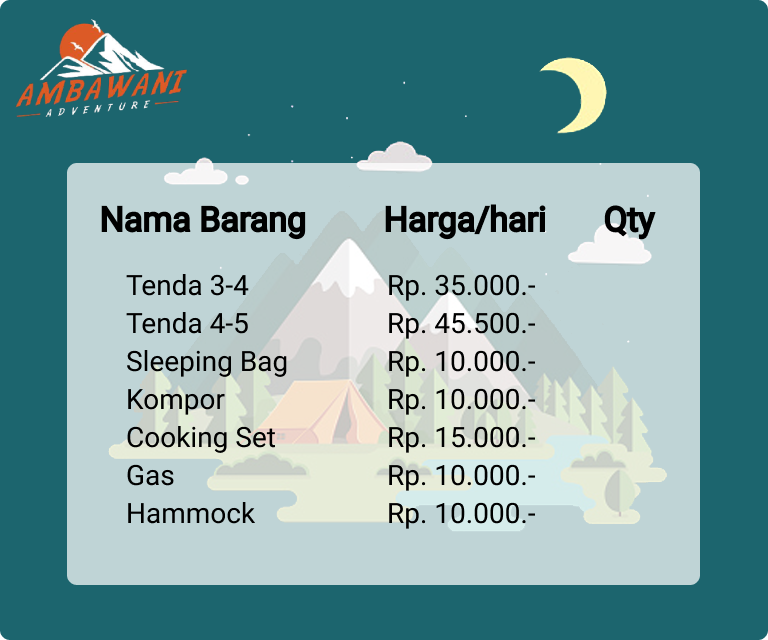 AMBAWANI
ADVENTURE
Nama Barang Harga/hari Qty
Tenda 3-4 Rp. 35.000.-
Tenda 4-5 Rp. 45.500.-
Sleeping Bag Rp. 10.000.-
Kompor Rp. 10.000.-
Cooking Set Rp. 15.000.-
Gas Rp. 10.000.-
Hammock Rp. 10.000.-